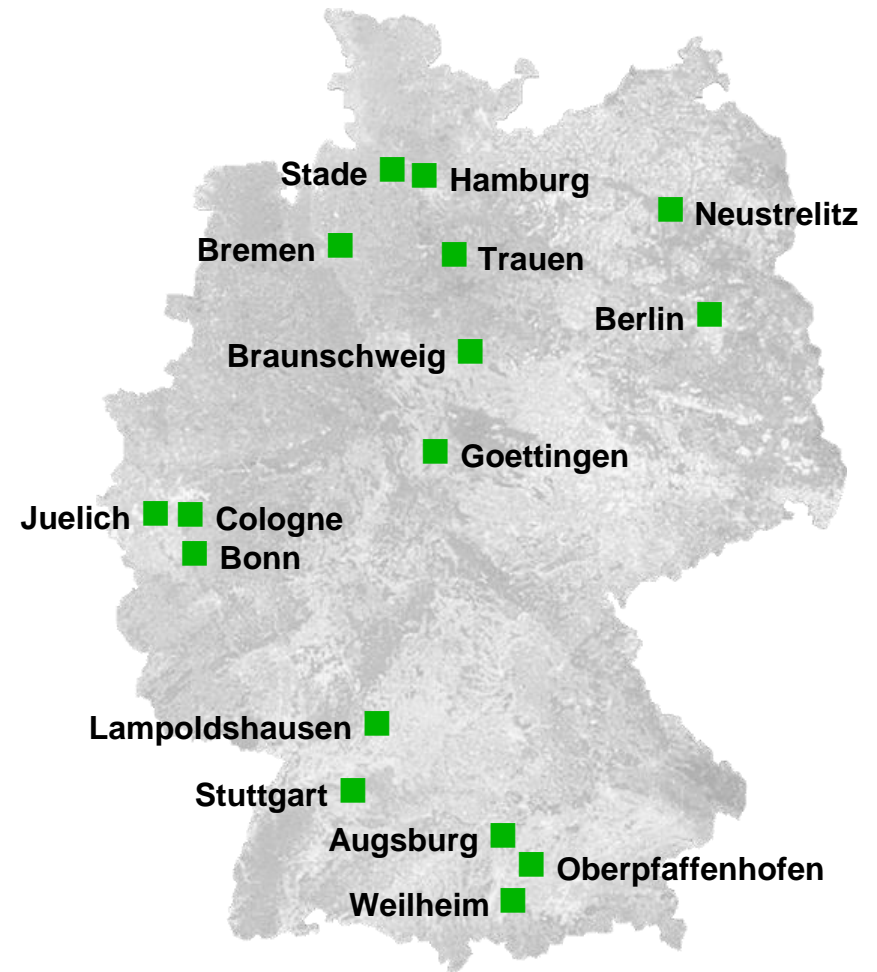 Stade
Hamburg
Neustrelitz
Bremen
Trauen
Berlin
Braunschweig
Goettingen
Juelich
Cologne
Bonn
Lampoldshausen
Stuttgart
Augsburg
Oberpfaffenhofen
Weilheim